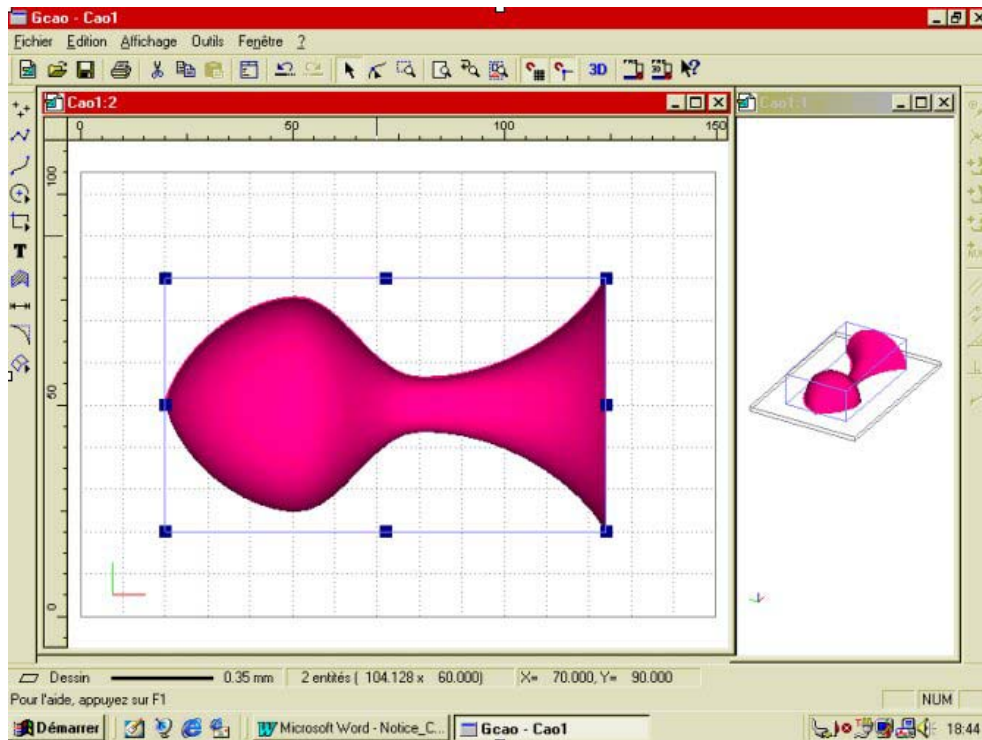 Gcao - Cao1
Fichier Edition Affichage Outils Fenêtre ?
3D
Cao1:2
Cao1:1
0 50 100 150
100
50
0
T
Dessin 0.35 mm 2 entités ( 104.128 x 60.000) X= 70.000, Y= 90.000
Pour l'aide, appuyez sur F1 NUM
Démarrer Microsoft Word - Notice_C... Gcao - Cao1 18:44